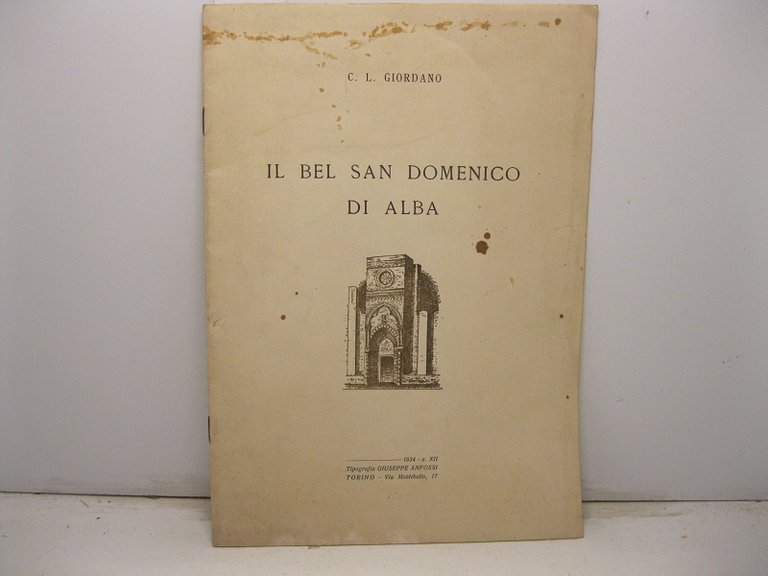 C. L. GIORDANO
IL BEL SAN DOMENICO
DI ALBA
1934 - a. XII
Tipografia GIUSEPPE ANFOSSI
TORINO - Via Montebello, 17